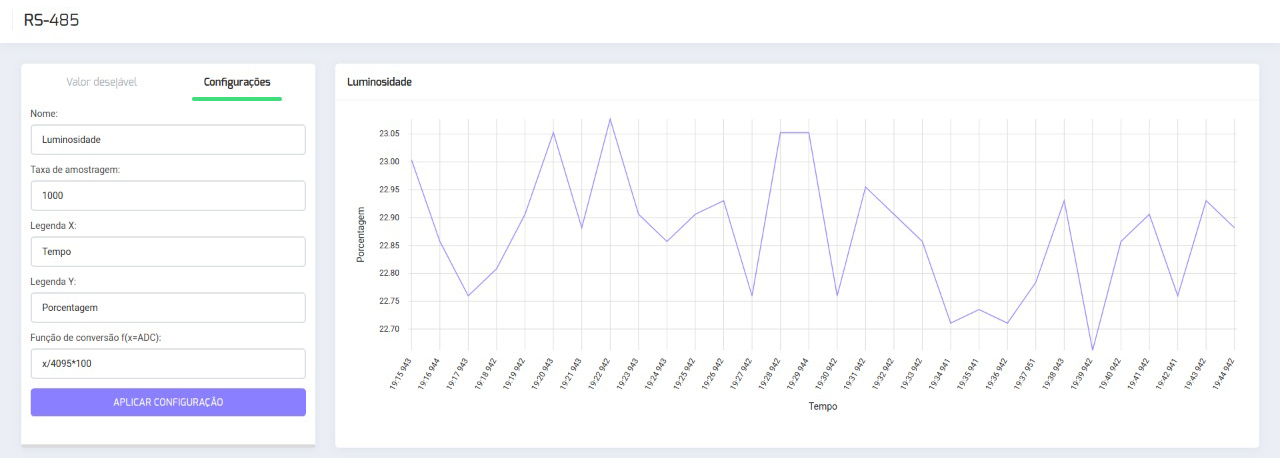 RS-485
Valor desejável
Configurações
Nome:
Luminosidade
Taxa de amostragem:
1000
Legenda X:
Tempo
Legenda Y:
Porcentagem
Função de conversão f(x=ADC):
x/4095*100
APLICAR CONFIGURAÇÃO
Luminosidade
Porcentagem
23.05
23.00
22.95
22.90
22.85
22.80
22.75
22.70
19:15 943
19:16 944
19:17 943
19:18 942
19:19 942
19:20 943
19:21 943
19:22 942
19:23 943
19:24 943
19:25 942
19:26 942
19:27 942
19:28 942
19:29 944
19:30 942
19:31 942
19:32 942
19:33 942
19:34 941
19:35 941
19:36 942
19:37 951
19:38 943
19:39 942
19:40 942
19:41 942
19:42 941
19:43 942
19:44 942
Tempo